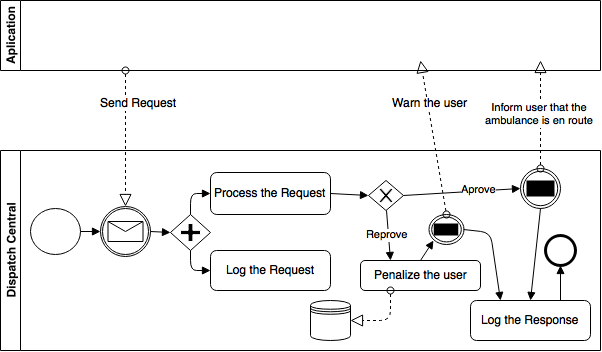 Aplication
Send Request
Warn the user
Inform user that the
ambulance is en route
Dispatch Central
Process the Request
Aprove
Reprove
Log the Request
Penalize the user
Log the Response